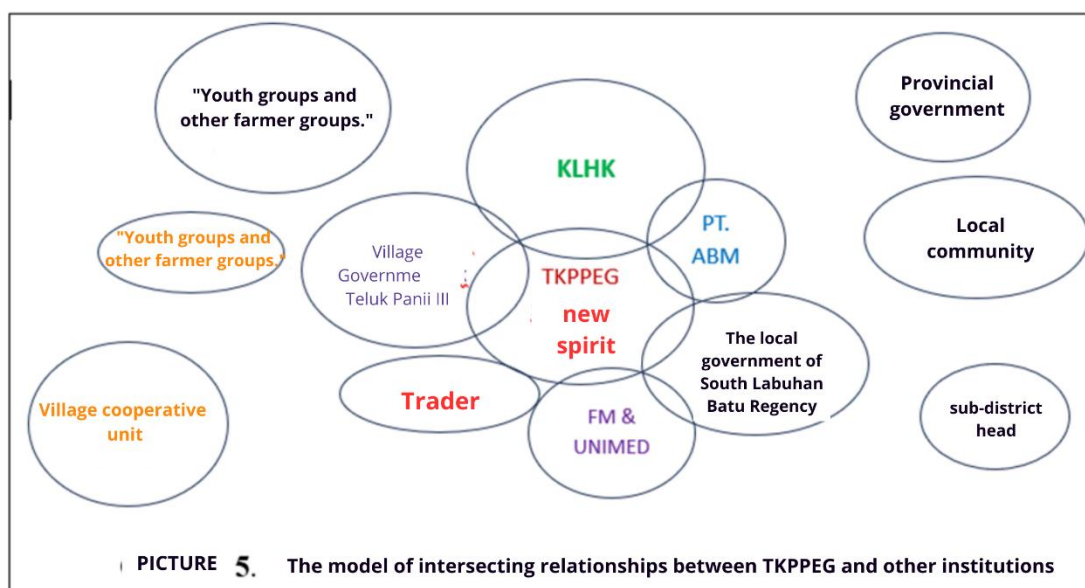 "Youth groups and
other farmer groups."
Provincial
government
KLHK
PT.
ABM
Local
community
"Youth groups and
other farmer groups."
Village
Governme
Teluk Panii III
TKPPEG
new
spirit
The local
government of
South Labuhan
Batu Regency
Trader
Village cooperative
unit
FM &
UNIMED
sub-district
head
PICTURE 5. The model of intersecting relationships between TKPPEG and other institutions